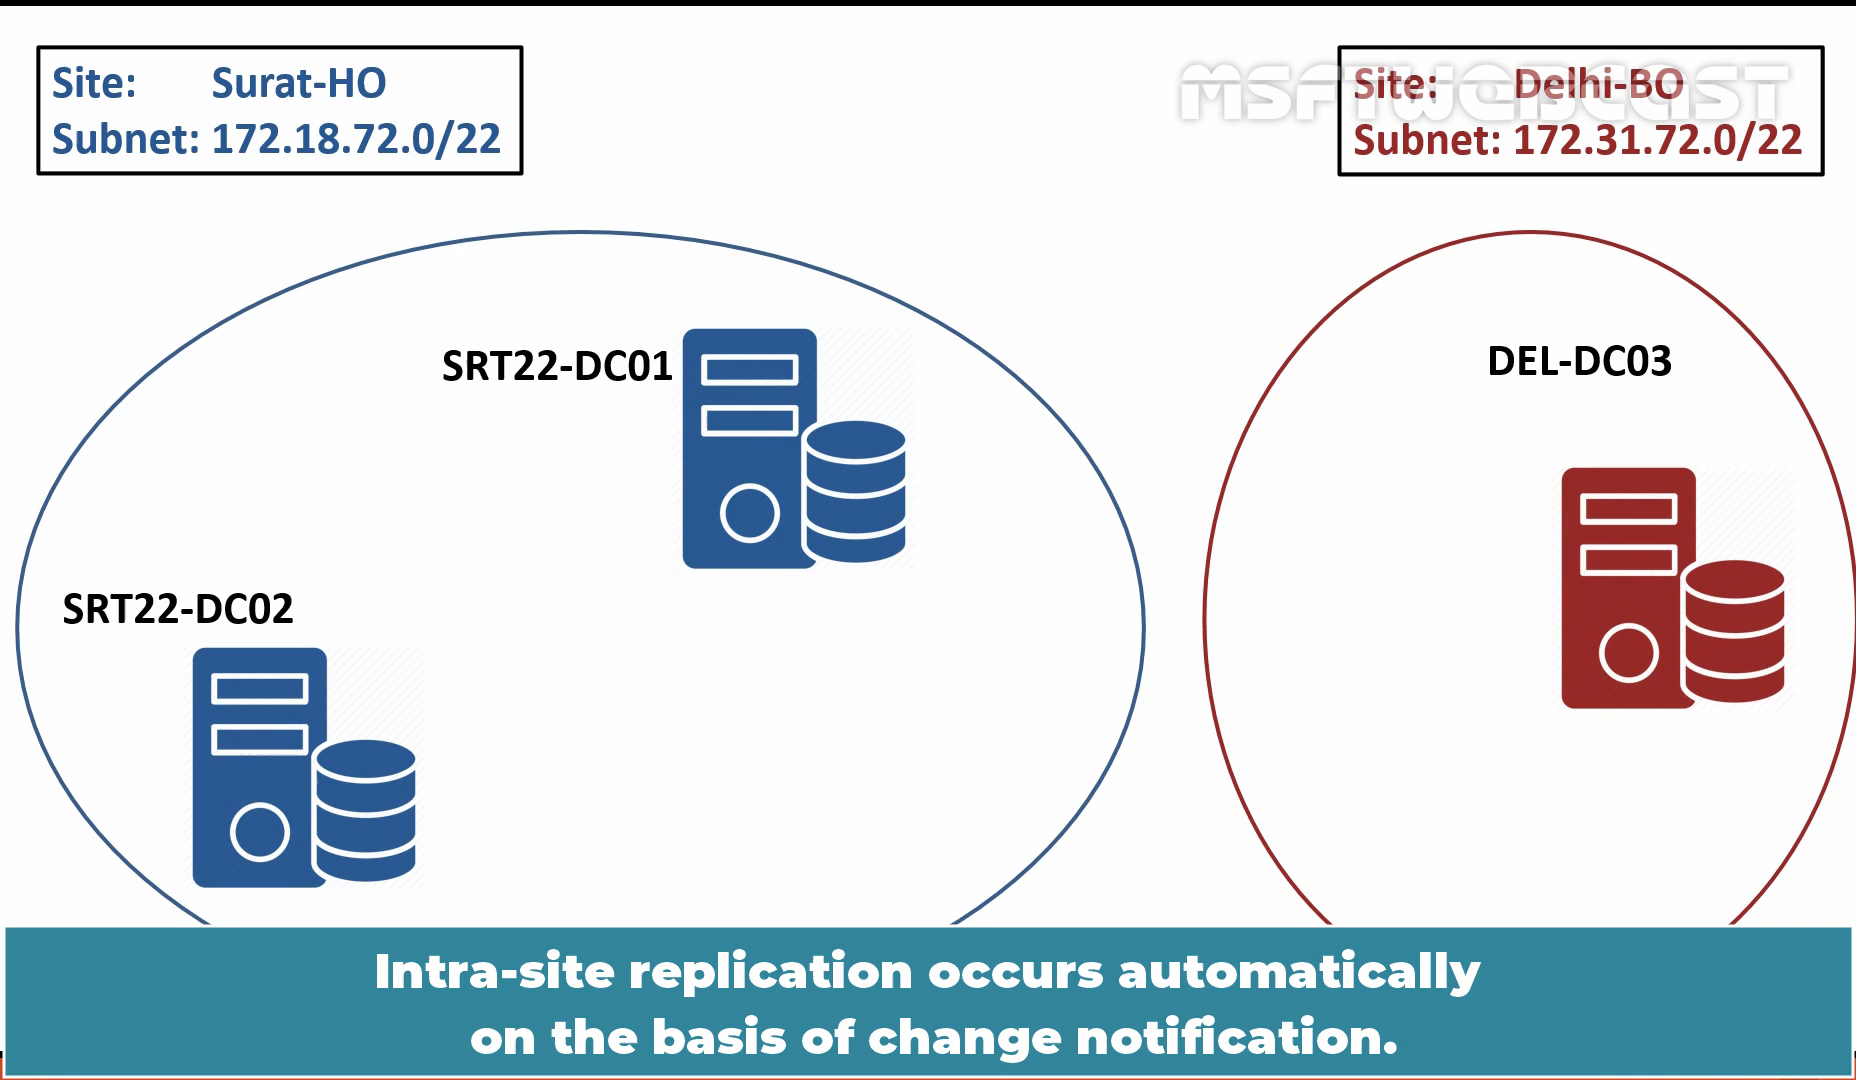 Site: Surat-HO
Subnet: 172.18.72.0/22
MSFTWEBCAST
Site: Delhi-BO
Subnet: 172.31.72.0/22
SRT22-DC01
DEL-DC03
SRT22-DC02
Intra-site replication occurs automatically
on the basis of change notification.